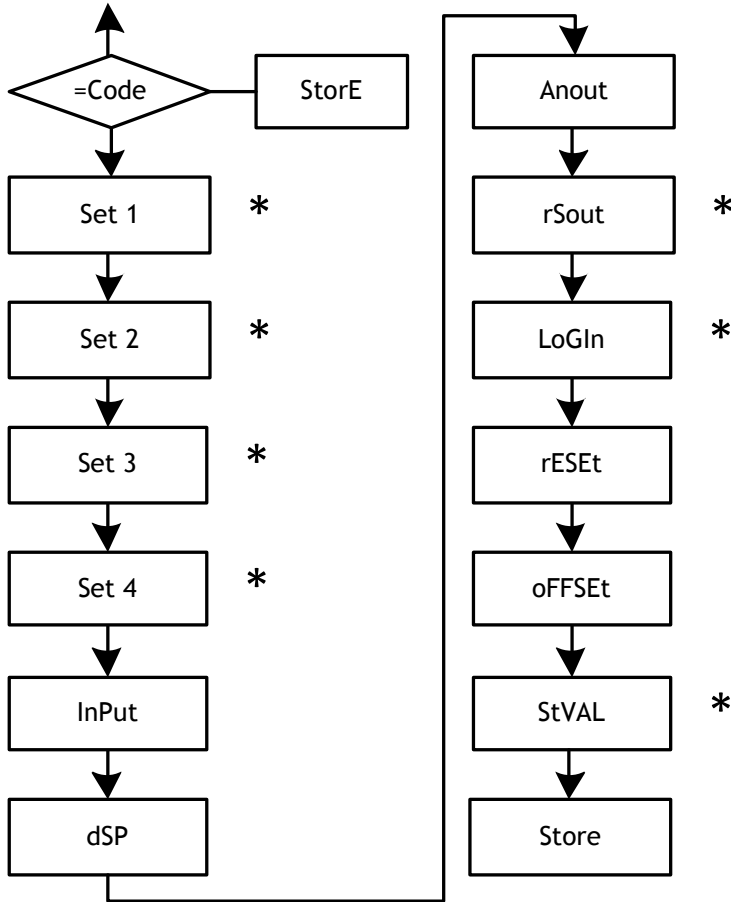 =Code
StorE
Set 1 *
Set 2 *
Set 3 *
Set 4 *
InPut
dSP
Anout
rSout *
LoGIn *
rESEt
oFFSEt
StVAL *
Store